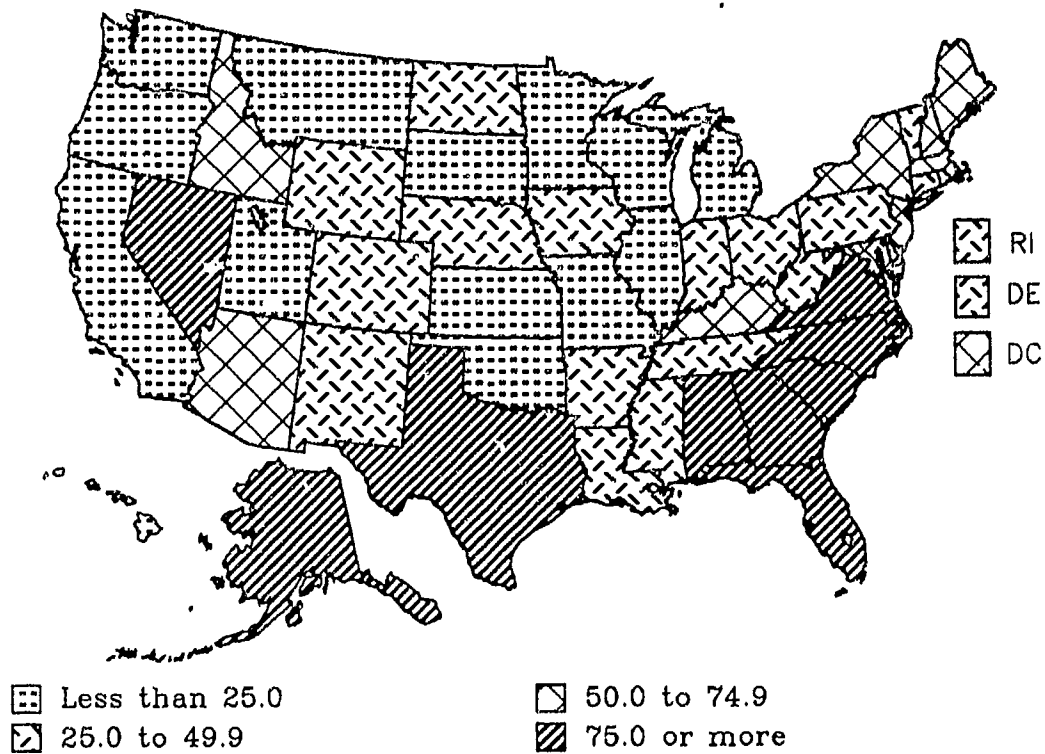 RI
DE
DC
Less than 25.0
50.0 to 74.9
25.0 to 49.9
75.0 or more